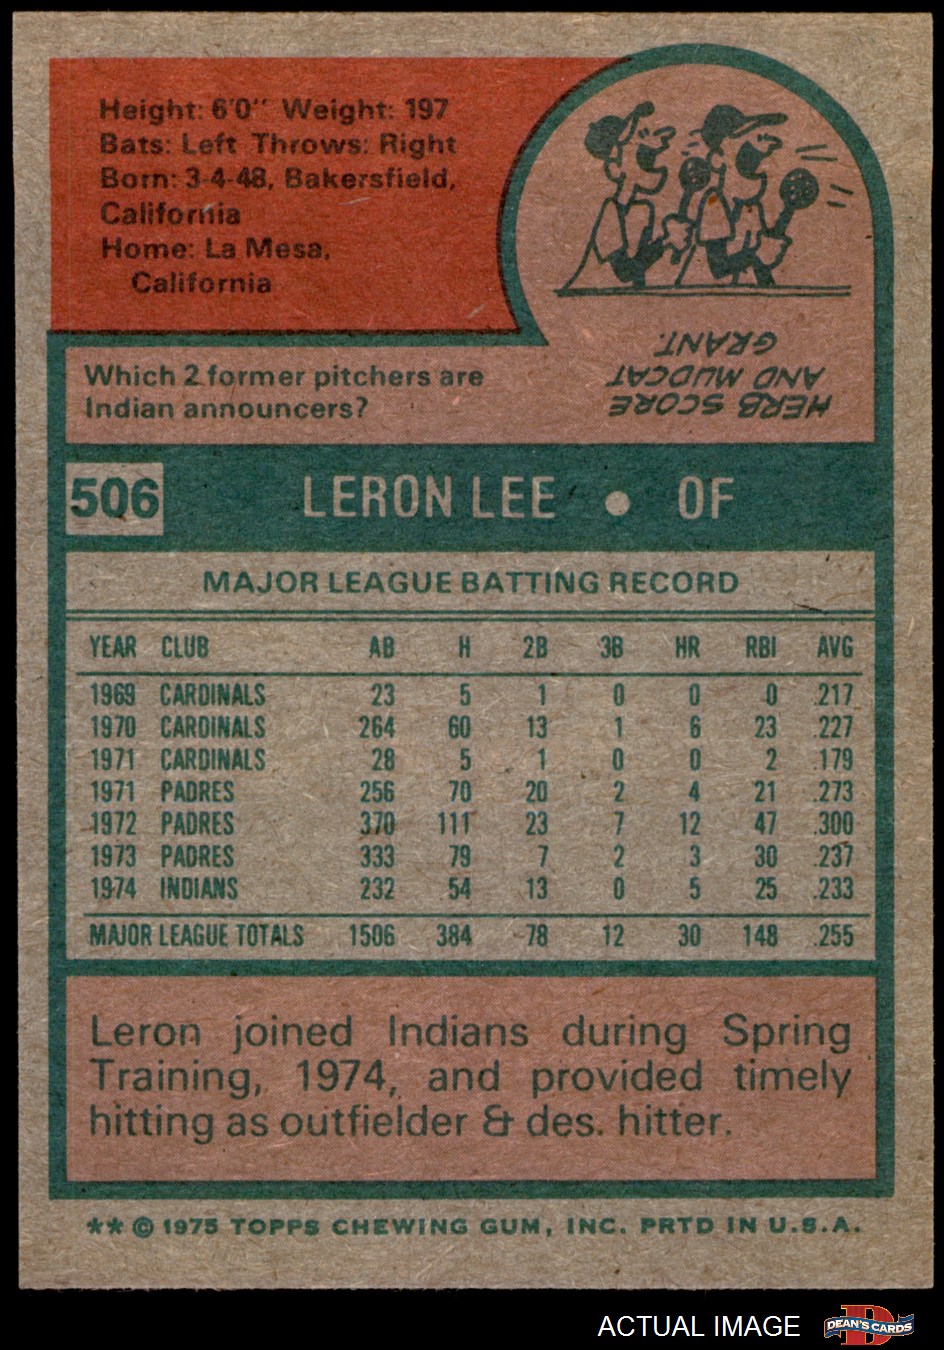 Height: 6'0" Weight: 197
Bats: Left Throws: Right
Born: 3-4-48, Bakersfield,
California
Home: La Mesa,
California
Which 2 former pitchers are
Indian announcers?
HERB SCORE
AND MUDCAT
GRANT.
506 LERON LEE • OF
MAJOR LEAGUE BATTING RECORD
YEAR CLUB AB H 2B 3B HR RBI AVG
1969 CARDINALS 23 5 1 0 0 0 .217
1970 CARDINALS 264 60 13 1 6 23 .227
1971 CARDINALS 28 5 1 0 0 2 .179
1971 PADRES 256 70 20 2 4 21 .273
1972 PADRES 370 111 23 7 12 47 .300
1973 PADRES 333 79 7 2 3 30 .237
1974 INDIANS 232 54 13 0 5 25 .233
MAJOR LEAGUE TOTALS 1506 384 78 12 30 148 .255
Leron joined Indians during Spring
Training, 1974, and provided timely
hitting as outfielder & des. hitter.
** © 1975 TOPPS CHEWING GUM, INC. PRTD IN U.S.A.
ACTUAL IMAGE
D
DEAN'S CARDS